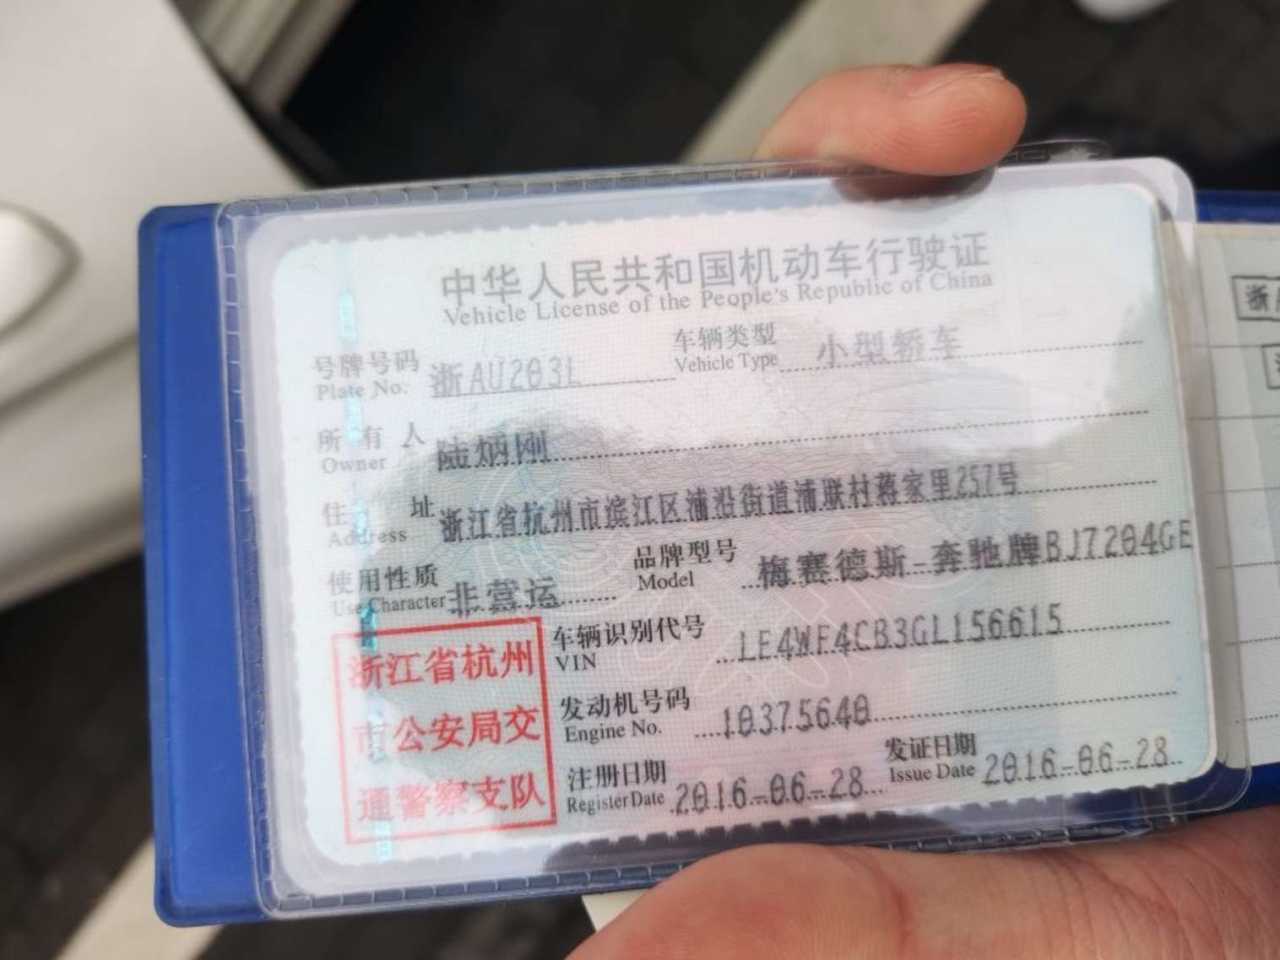 中华人民共和国机动车行驶证
Vehicle License of the People's Republic of China
号牌号码 浙AU203L 车辆类型 小型轿车
Plate No. Vehicle Type
所有人 陆炳刚
Owner
住址 浙江省杭州市滨江区浦沿街道浦联村蒋家里257号
Address
使用性质 非营运 品牌型号 梅赛德斯-奔驰牌BJ7204GE
Use Character Model
浙江省杭州
市公安局交
通警察支队
车辆识别代号 LE4WF4CB3GL156615
VIN
发动机号码 10375640
Engine No.
注册日期 2016-06-28 发证日期 2016-06-28
Register Date Issue Date
浙